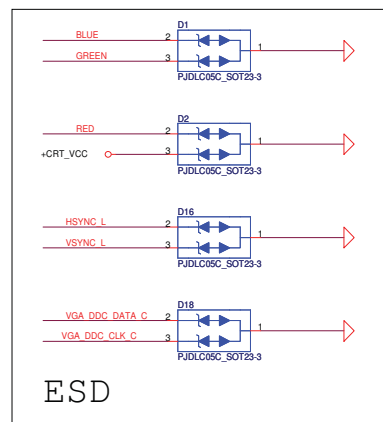 D1
BLUE 2
1
GREEN 3
PJDLC05C_SOT23-3
D2
RED 2
1
+CRT_VCC 3
PJDLC05C_SOT23-3
D16
HSYNC_L 2
1
VSYNC_L 3
PJDLC05C_SOT23-3
D18
VGA_DDC_DATA_C 2
1
VGA_DDC_CLK_C 3
PJDLC05C_SOT23-3
ESD